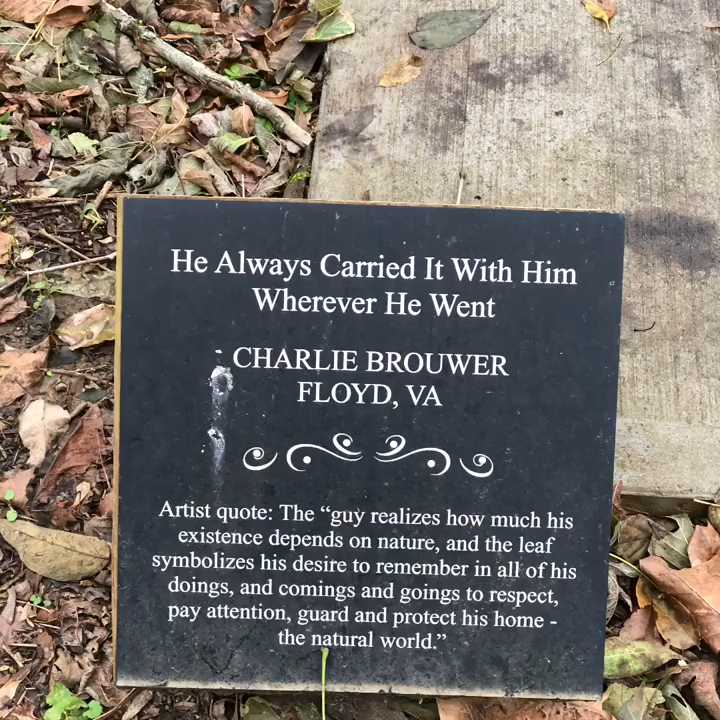 He Always Carried It With Him
Wherever He Went
CHARLIE BROUWER
FLOYD, VA
Artist quote: The “guy realizes how much his
existence depends on nature, and the leaf
symbolizes his desire to remember in all of his
doings, and comings and goings to respect,
pay attention, guard and protect his home -
the natural world.”